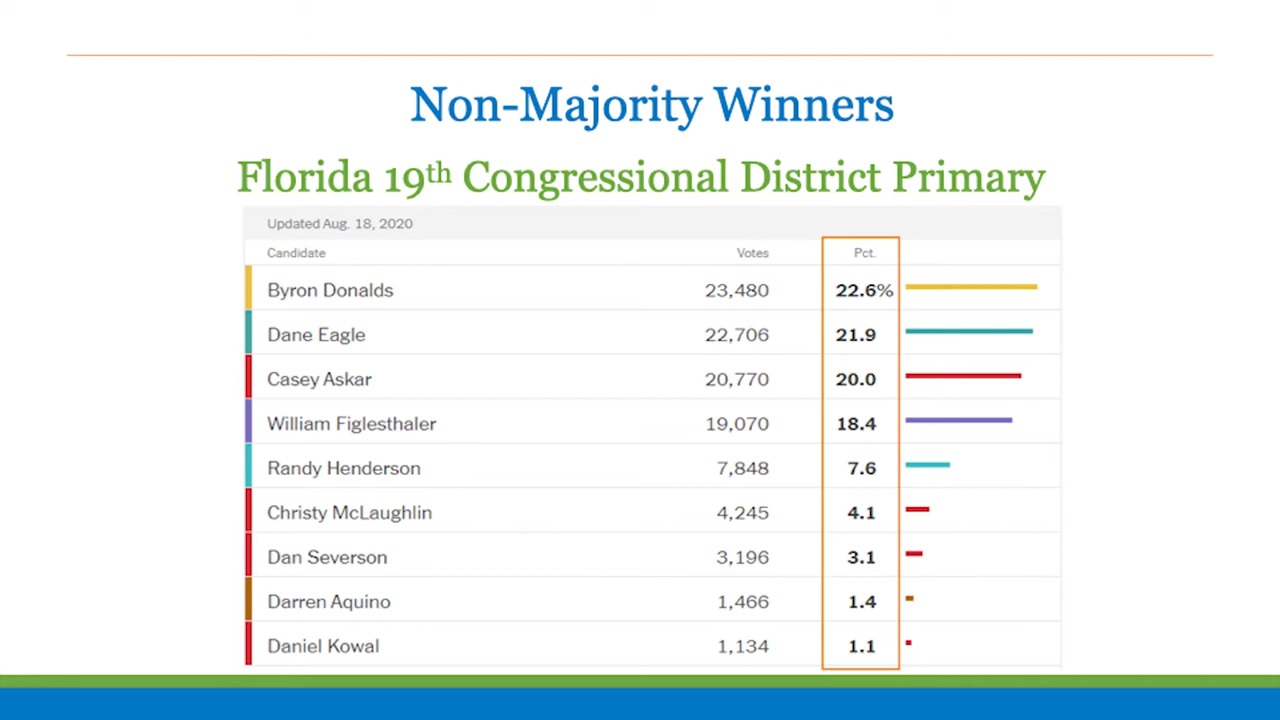 Non-Majority Winners
Florida 19th Congressional District Primary
Updated Aug. 18, 2020
Candidate Votes Pct.
Byron Donalds 23,480 22.6%
Dane Eagle 22,706 21.9
Casey Askar 20,770 20.0
William Figlesthaler 19,070 18.4
Randy Henderson 7,848 7.6
Christy McLaughlin 4,245 4.1
Dan Severson 3,196 3.1
Darren Aquino 1,466 1.4
Daniel Kowal 1,134 1.1